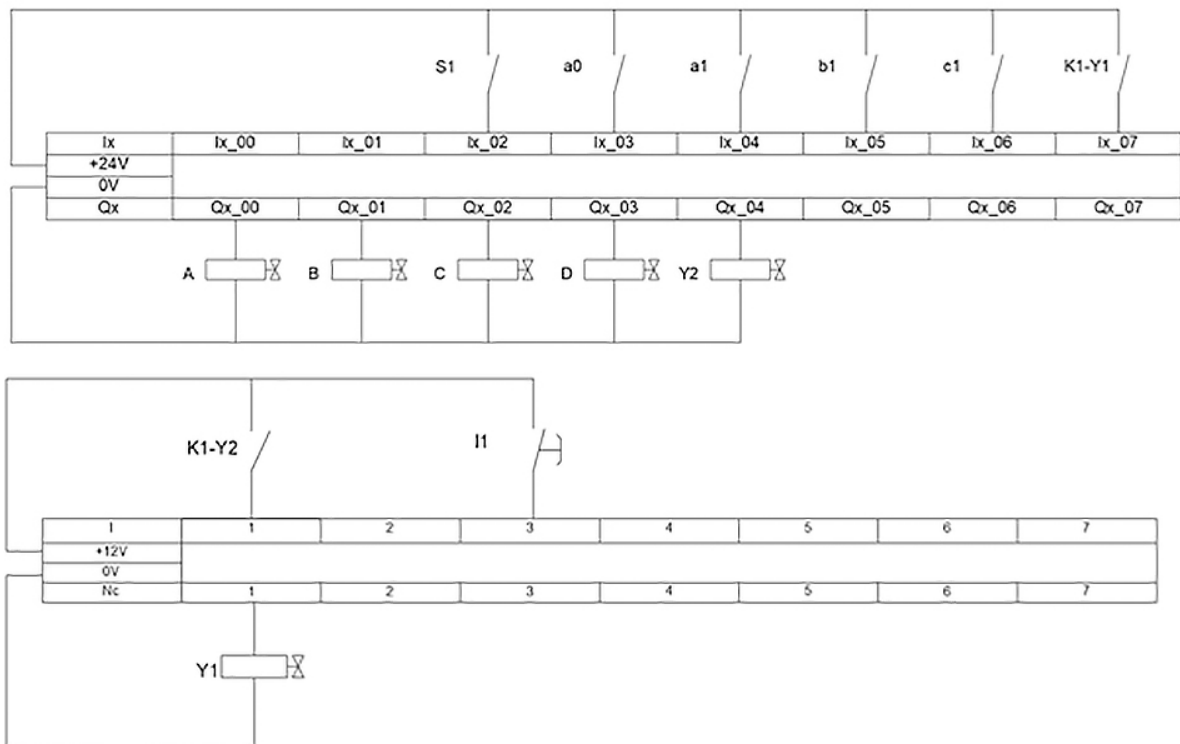 S1 a0 a1 b1 c1 K1-Y1
Ix Ix_00 Ix_01 Ix_02 Ix_03 Ix_04 Ix_05 Ix_06 Ix_07
+24V
0V
Qx Qx_00 Qx_01 Qx_02 Qx_03 Qx_04 Qx_05 Qx_06 Qx_07
A B C D Y2
K1-Y2 I1
I 1 2 3 4 5 6 7
+12V
0V
Nc 1 2 3 4 5 6 7
Y1